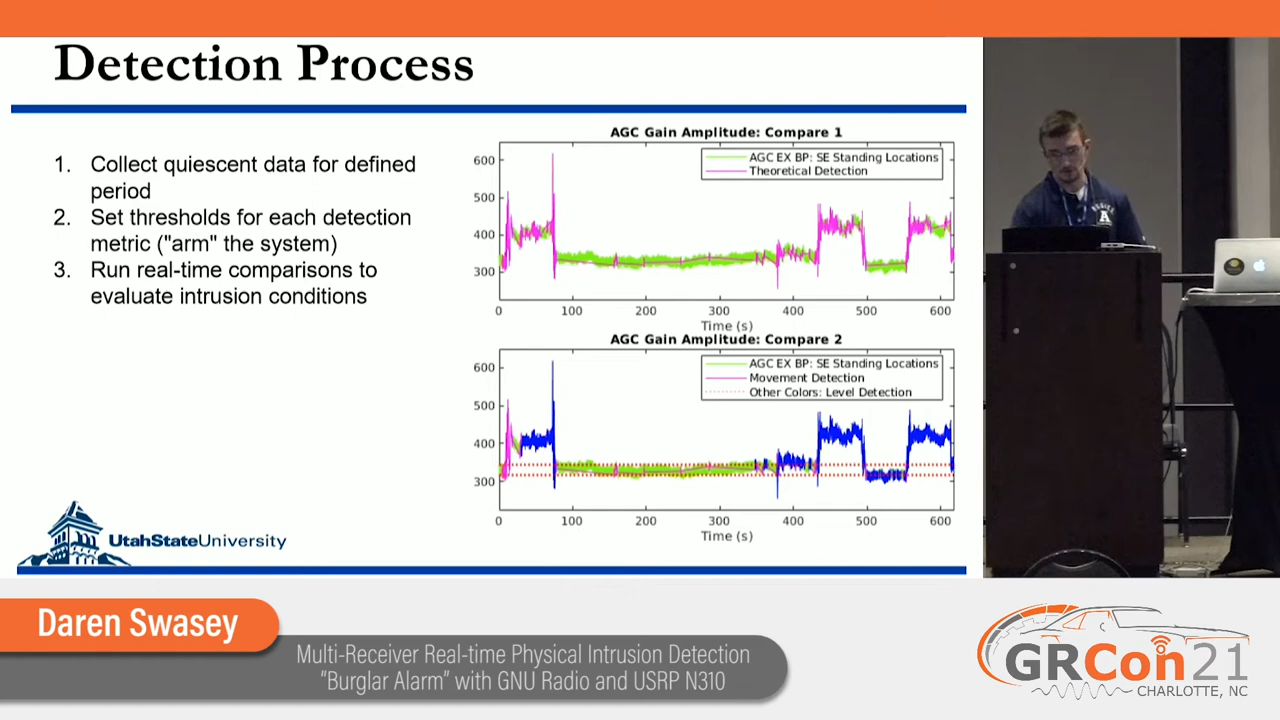 Detection Process
1. Collect quiescent data for defined
period
2. Set thresholds for each detection
metric ("arm" the system)
3. Run real-time comparisons to
evaluate intrusion conditions
AGC Gain Amplitude: Compare 1
AGC EX BP: SE Standing Locations
Theoretical Detection
600
500
400
300
0 100 200 300 400 500 600
Time (s)
AGC Gain Amplitude: Compare 2
AGC EX BP: SE Standing Locations
Movement Detection
Other Colors: Level Detection
600
500
400
300
0 100 200 300 400 500 600
Time (s)
UtahStateUniversity
A
Daren Swasey
Multi-Receiver Real-time Physical Intrusion Detection
"Burglar Alarm" with GNU Radio and USRP N310
GRCon21
CHARLOTTE, NC